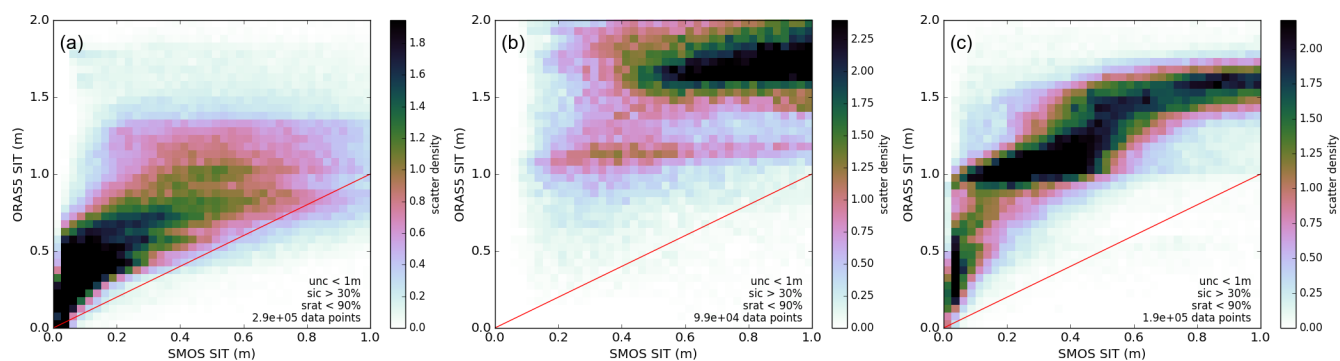 (a)
2.0
1.5
1.0
0.5
0.0
ORAS5 SIT (m)
0.0 0.2 0.4 0.6 0.8 1.0
SMOS SIT (m)
unc < 1m
sic > 30%
srat < 90%
2.9e+05 data points
1.8
1.6
1.4
1.2
1.0
0.8
0.6
0.4
0.2
0.0
scatter density
(b)
2.0
1.5
1.0
0.5
0.0
ORAS5 SIT (m)
0.0 0.2 0.4 0.6 0.8 1.0
SMOS SIT (m)
unc < 1m
sic > 30%
srat < 90%
9.9e+04 data points
2.25
2.00
1.75
1.50
1.25
1.00
0.75
0.50
0.25
0.00
scatter density
(c)
2.0
1.5
1.0
0.5
0.0
ORAS5 SIT (m)
0.0 0.2 0.4 0.6 0.8 1.0
SMOS SIT (m)
unc < 1m
sic > 30%
srat < 90%
1.9e+05 data points
2.00
1.75
1.50
1.25
1.00
0.75
0.50
0.25
0.00
scatter density